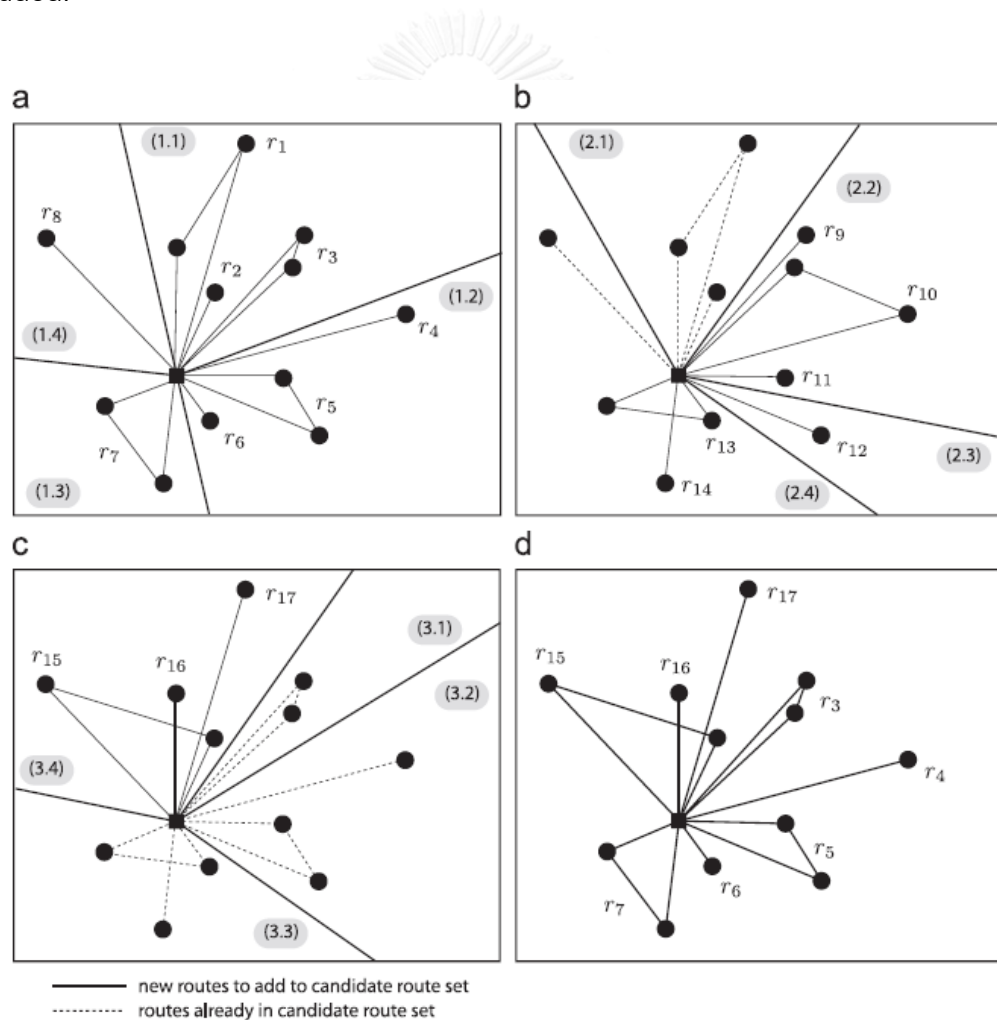 a
(1.1)
r1
r8
r3
r2
(1.2)
r4
(1.4)
r5
r6
r7
(1.3)
b
(2.1)
(2.2)
r9
r10
r11
r13
r12
(2.3)
r14
(2.4)
c
r17
(3.1)
r15
r16
(3.2)
(3.4)
(3.3)
d
r17
r15
r16
r3
r4
r5
r6
r7
new routes to add to candidate route set
routes already in candidate route set